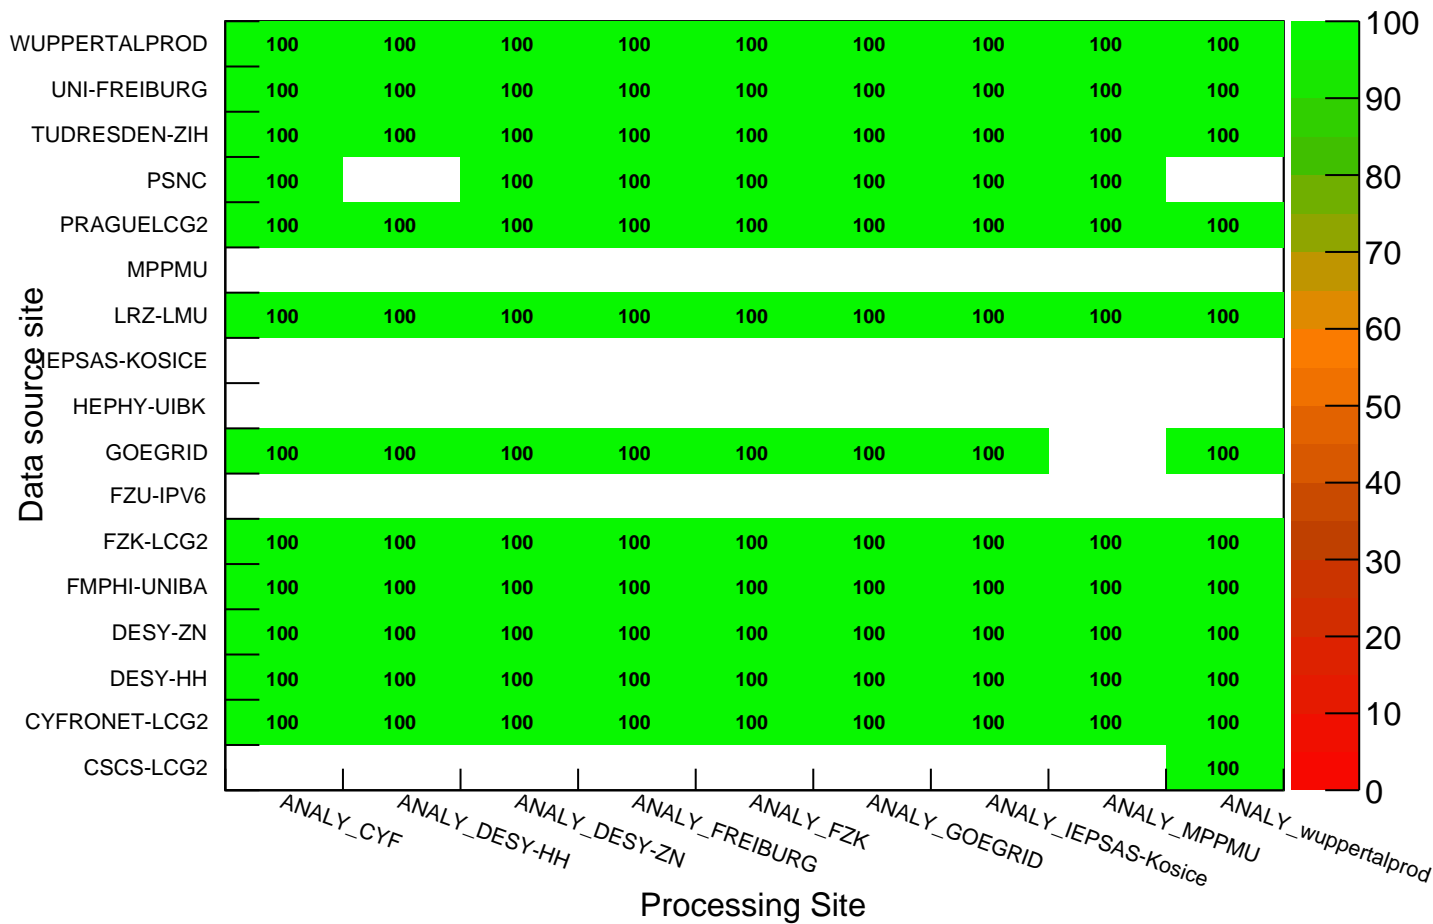 WUPPERTALPROD 100 100 100 100 100 100 100 100 100
UNI-FREIBURG 100 100 100 100 100 100 100 100 100
TUDRESDEN-ZIH 100 100 100 100 100 100 100 100 100
PSNC 100 100 100 100 100 100 100
PRAGUELCG2 100 100 100 100 100 100 100 100 100
MPPMU
LRZ-LMU 100 100 100 100 100 100 100 100 100
IEPSAS-KOSICE
HEPHY-UIBK
GOEGRID 100 100 100 100 100 100 100 100
FZU-IPV6
FZK-LCG2 100 100 100 100 100 100 100 100 100
FMPHI-UNIBA 100 100 100 100 100 100 100 100 100
DESY-ZN 100 100 100 100 100 100 100 100 100
DESY-HH 100 100 100 100 100 100 100 100 100
CYFRONET-LCG2 100 100 100 100 100 100 100 100 100
CSCS-LCG2 100
Data source site
ANALY_CYF
ANALY_DESY-HH
ANALY_DESY-ZN
ANALY_FREIBURG
ANALY_FZK
ANALY_GOEGRID
ANALY_IEPSAS-Kosice
ANALY_MPPMU
ANALY_wuppertalprod
Processing Site
100
90
80
70
60
50
40
30
20
10
0